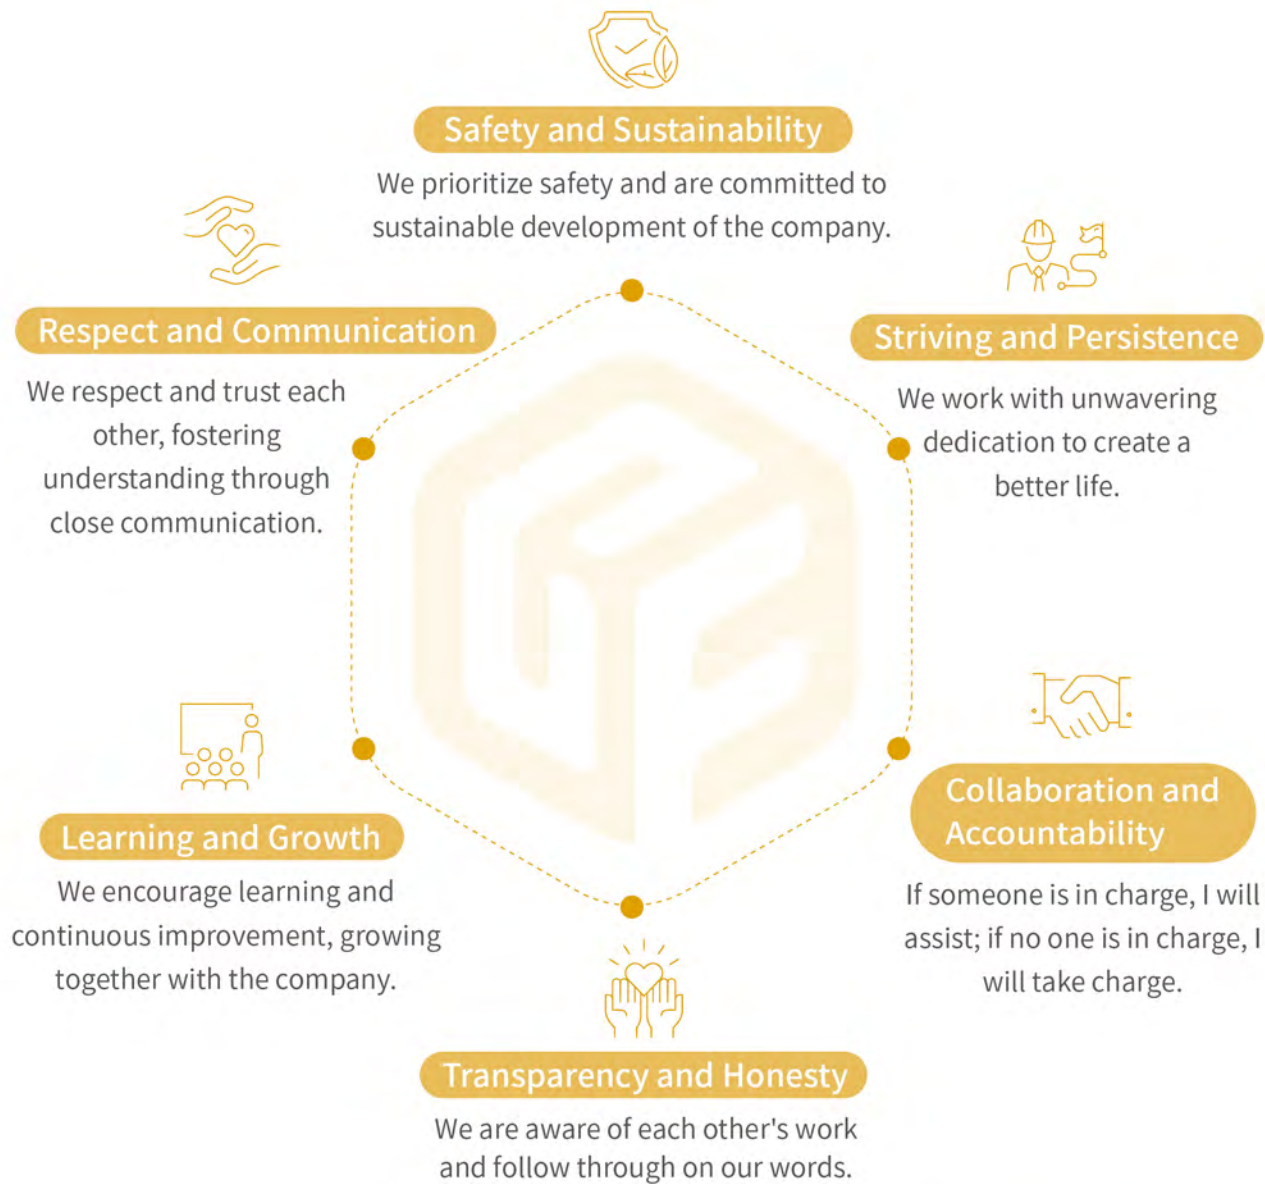 Safety and Sustainability
We prioritize safety and are committed to
sustainable development of the company.
Respect and Communication
We respect and trust each
other, fostering
understanding through
close communication.
Striving and Persistence
We work with unwavering
dedication to create a
better life.
Learning and Growth
We encourage learning and
continuous improvement, growing
together with the company.
Collaboration and
Accountability
If someone is in charge, I will
assist; if no one is in charge, I
will take charge.
Transparency and Honesty
We are aware of each other's work
and follow through on our words.